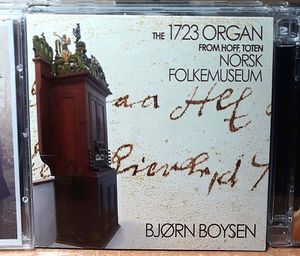 THE 1723 ORGAN
FROM HOFF, TOTEN
NORSK
FOLKEMUSEUM
BJØRN BOYSEN